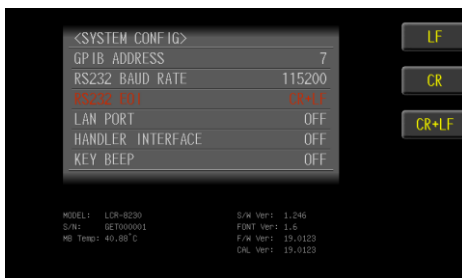 <SYSTEM CONFIG>
GPIB ADDRESS 7
RS232 BAUD RATE 115200
RS232 EOI CR+LF
LAN PORT OFF
HANDLER INTERFACE OFF
KEY BEEP OFF
LF
CR
CR+LF
MODEL: LCR-8230
S/N: GET000001
MB Temp: 40.88°C
S/W Ver: 1.246
FONT Ver: 1.6
F/W Ver: 19.0123
CAL Ver: 19.0123